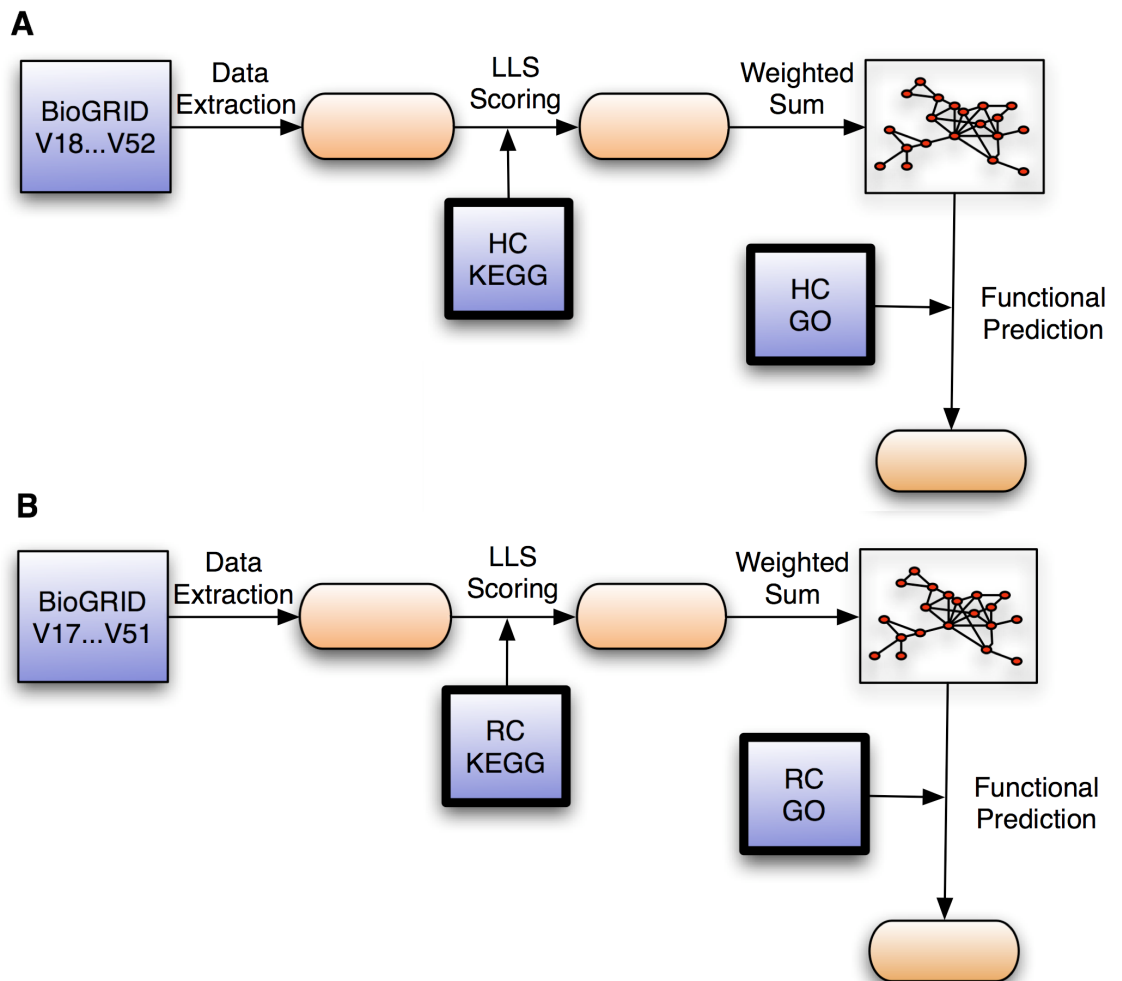 A
BioGRID
V18...V52
Data
Extraction
LLS
Scoring
Weighted
Sum
HC
KEGG
HC
GO
Functional
Prediction
B
BioGRID
V17...V51
Data
Extraction
LLS
Scoring
Weighted
Sum
RC
KEGG
RC
GO
Functional
Prediction